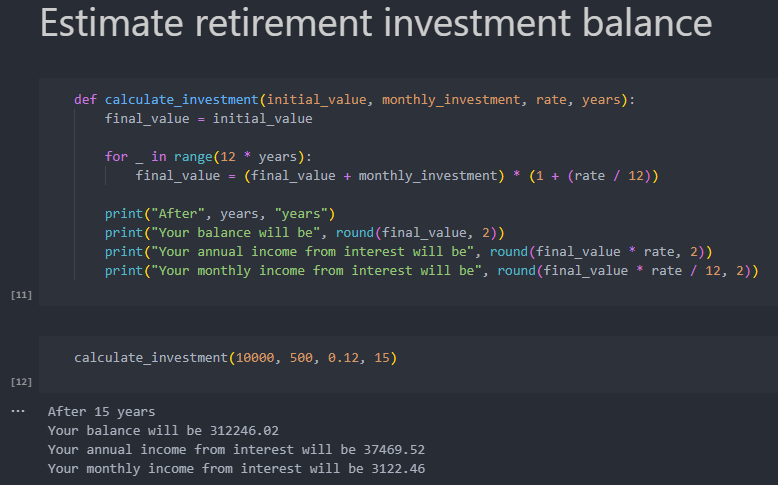 Estimate retirement investment balance
def calculate_investment(initial_value, monthly_investment, rate, years):
    final_value = initial_value
    for _ in range(12 * years):
        final_value = (final_value + monthly_investment) * (1 + (rate / 12))
    print("After", years, "years")
    print("Your balance will be", round(final_value, 2))
    print("Your annual income from interest will be", round(final_value * rate, 2))
    print("Your monthly income from interest will be", round(final_value * rate / 12, 2))
[11]
calculate_investment(10000, 500, 0.12, 15)
[12]
...
After 15 years
Your balance will be 312246.02
Your annual income from interest will be 37469.52
Your monthly income from interest will be 3122.46